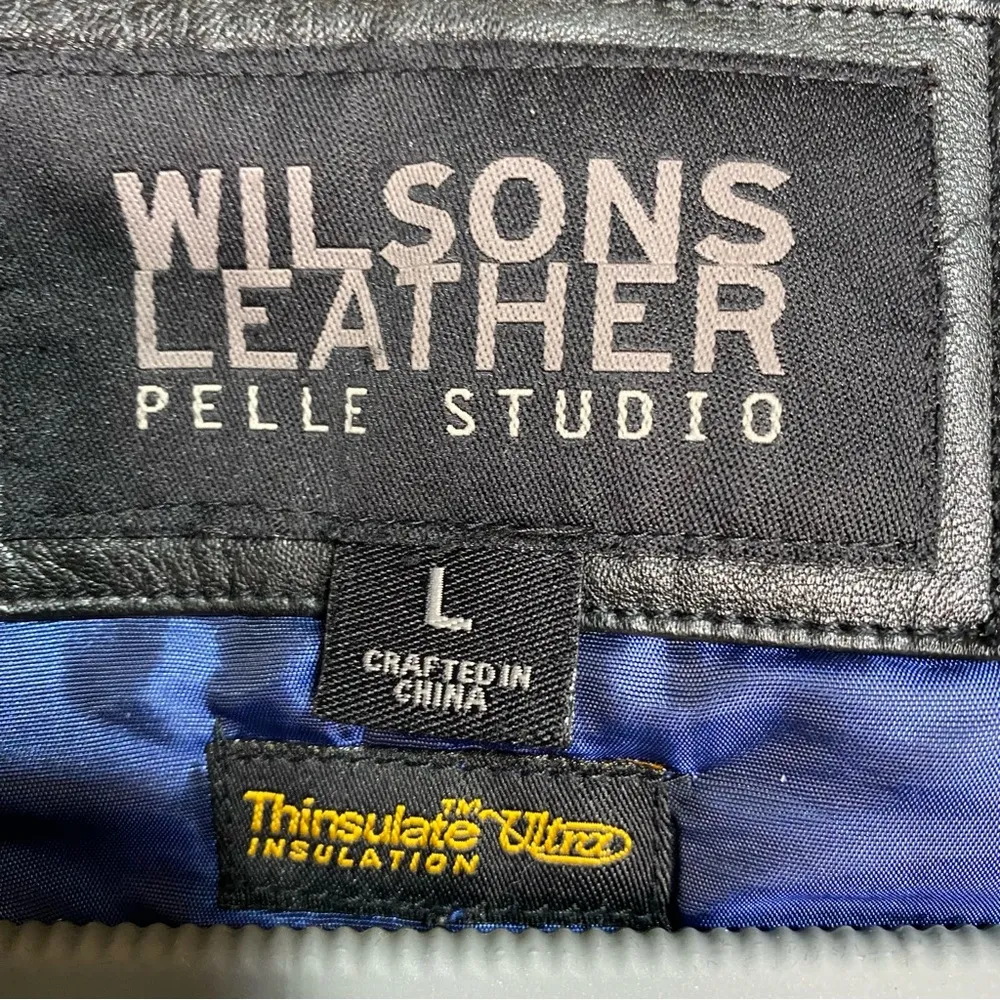 WILSONS
LEATHER
PELLE STUDIO
L
CRAFTED IN
CHINA
Thinsulate™ Ultra
INSULATION